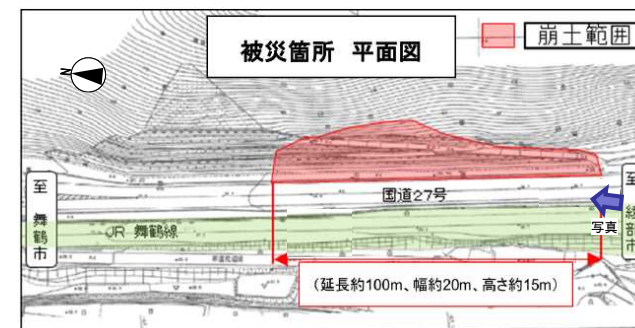 被災箇所 平面図
崩土範囲
N
至 舞鶴市
国道27号
至 綾部市
写真
JR 舞鶴線
(延長約100m、幅約20m、高さ約15m)